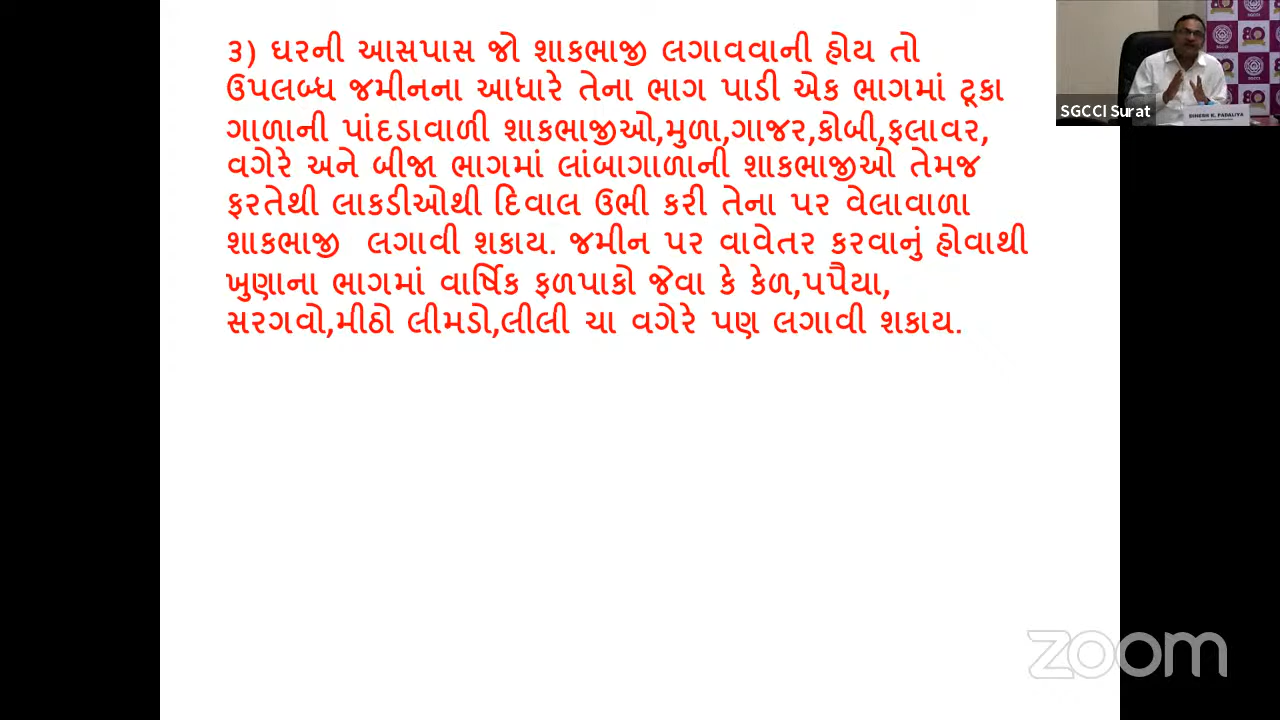 ૩) ઘરની આસપાસ જો શાકભાજી લગાવવાની હોય તો
ઉપલબ્ધ જમીનના આધારે તેના ભાગ પાડી એક ભાગમાં ટૂકા
ગાળાની પાંદડાવાળી શાકભાજીઓ,મુળા,ગાજર,કોબી,ફલાવર,
વગેરે અને બીજા ભાગમાં લાંબાગાળાની શાકભાજીઓ તેમજ
ફરતેથી લાકડીઓથી દિવાલ ઉભી કરી તેના પર વેલાવાળા
શાકભાજી લગાવી શકાય. જમીન પર વાવેતર કરવાનું હોવાથી
ખુણાના ભાગમાં વાર્ષિક ફળપાકો જેવા કે કેળ,પપૈયા,
સરગવો,મીઠો લીમડો,લીલી ચા વગેરે પણ લગાવી શકાય.
SGCCI Surat
DINESH K. PADALIYA
zoom